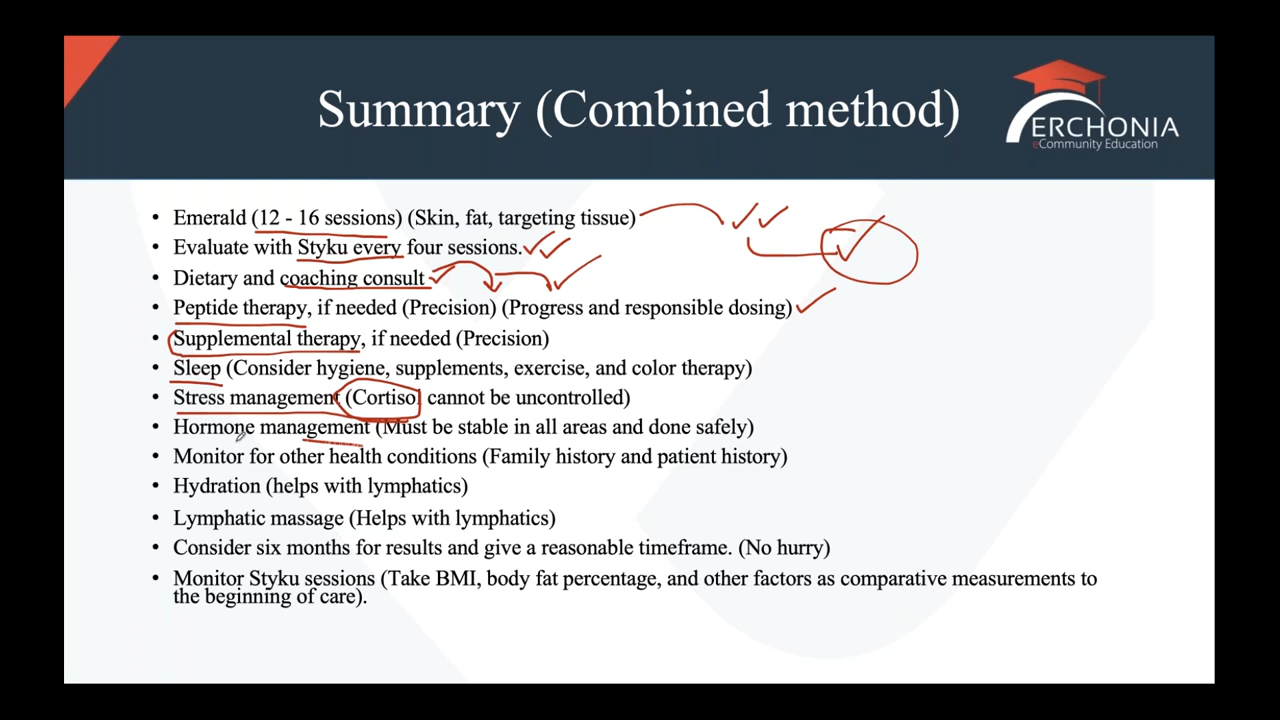 Summary (Combined method)
ERCHONIA
eCommunity Education
• Emerald (12 - 16 sessions) (Skin, fat, targeting tissue)
• Evaluate with Styku every four sessions.
• Dietary and coaching consult
• Peptide therapy, if needed (Precision) (Progress and responsible dosing)
• Supplemental therapy, if needed (Precision)
• Sleep (Consider hygiene, supplements, exercise, and color therapy)
• Stress management (Cortisol cannot be uncontrolled)
• Hormone management (Must be stable in all areas and done safely)
• Monitor for other health conditions (Family history and patient history)
• Hydration (helps with lymphatics)
• Lymphatic massage (Helps with lymphatics)
• Consider six months for results and give a reasonable timeframe. (No hurry)
• Monitor Styku sessions (Take BMI, body fat percentage, and other factors as comparative measurements to
the beginning of care).